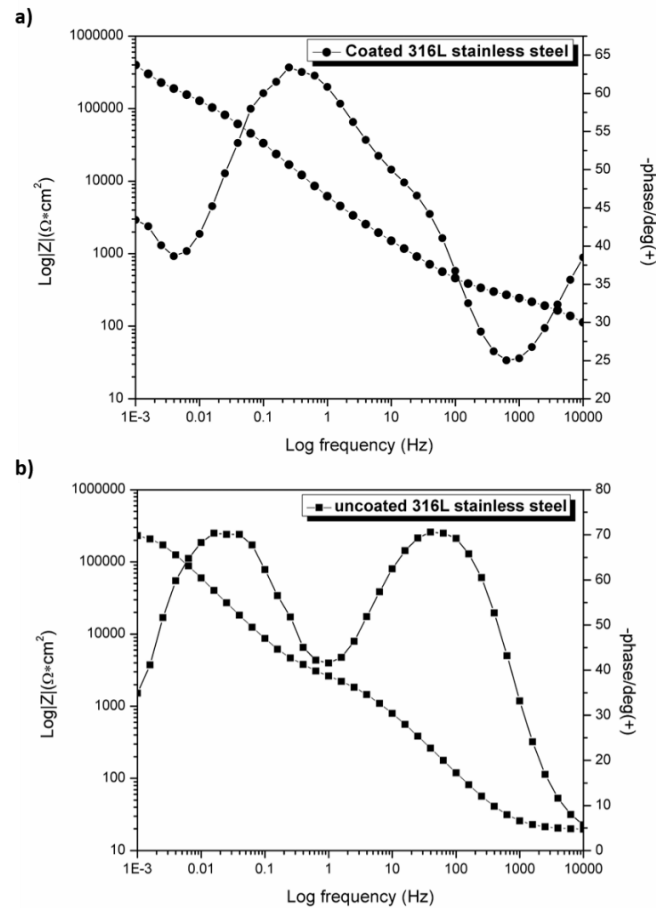 a)
Coated 316L stainless steel
1000000
100000
10000
1000
100
10
Log|Z|(Ω*cm²)
65
60
55
50
45
40
35
30
25
20
-phase/deg(+)
1E-3 0.01 0.1 1 10 100 1000 10000
Log frequency (Hz)
b)
uncoated 316L stainless steel
1000000
100000
10000
1000
100
10
Log|Z|(Ω*cm²)
80
70
60
50
40
30
20
10
0
-phase/deg(+)
1E-3 0.01 0.1 1 10 100 1000 10000
Log frequency (Hz)